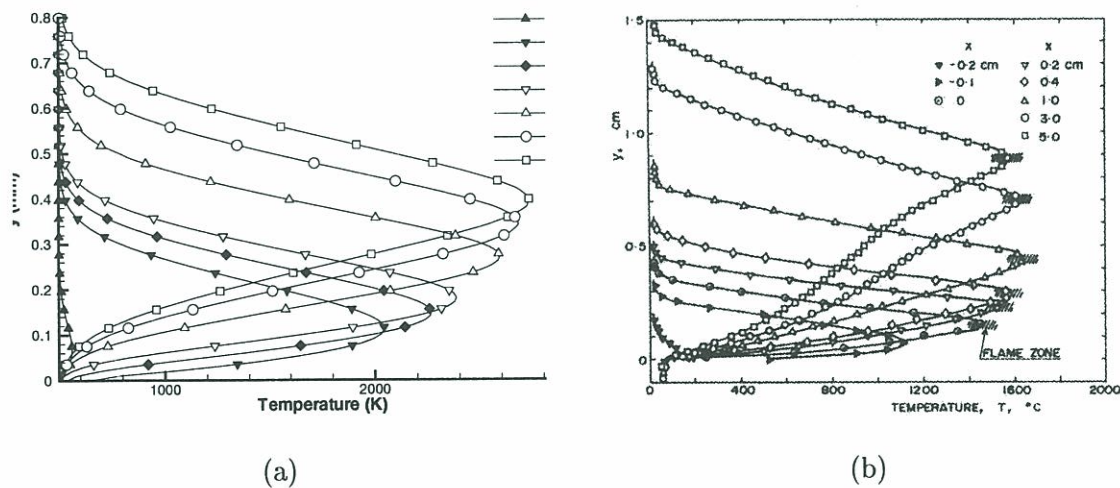 0.8
0.7
0.6
0.5
0.4
0.3
0.2
0.1
0
1000
2000
Temperature (K)
(a)
1·5
1·0
0·5
0
y, cm
x x
-0·2 cm 0·2 cm
-0·1 0·4
0 1·0
3·0
5·0
FLAME ZONE
0 400 800 1200 1600 2000
TEMPERATURE, T, °C
(b)